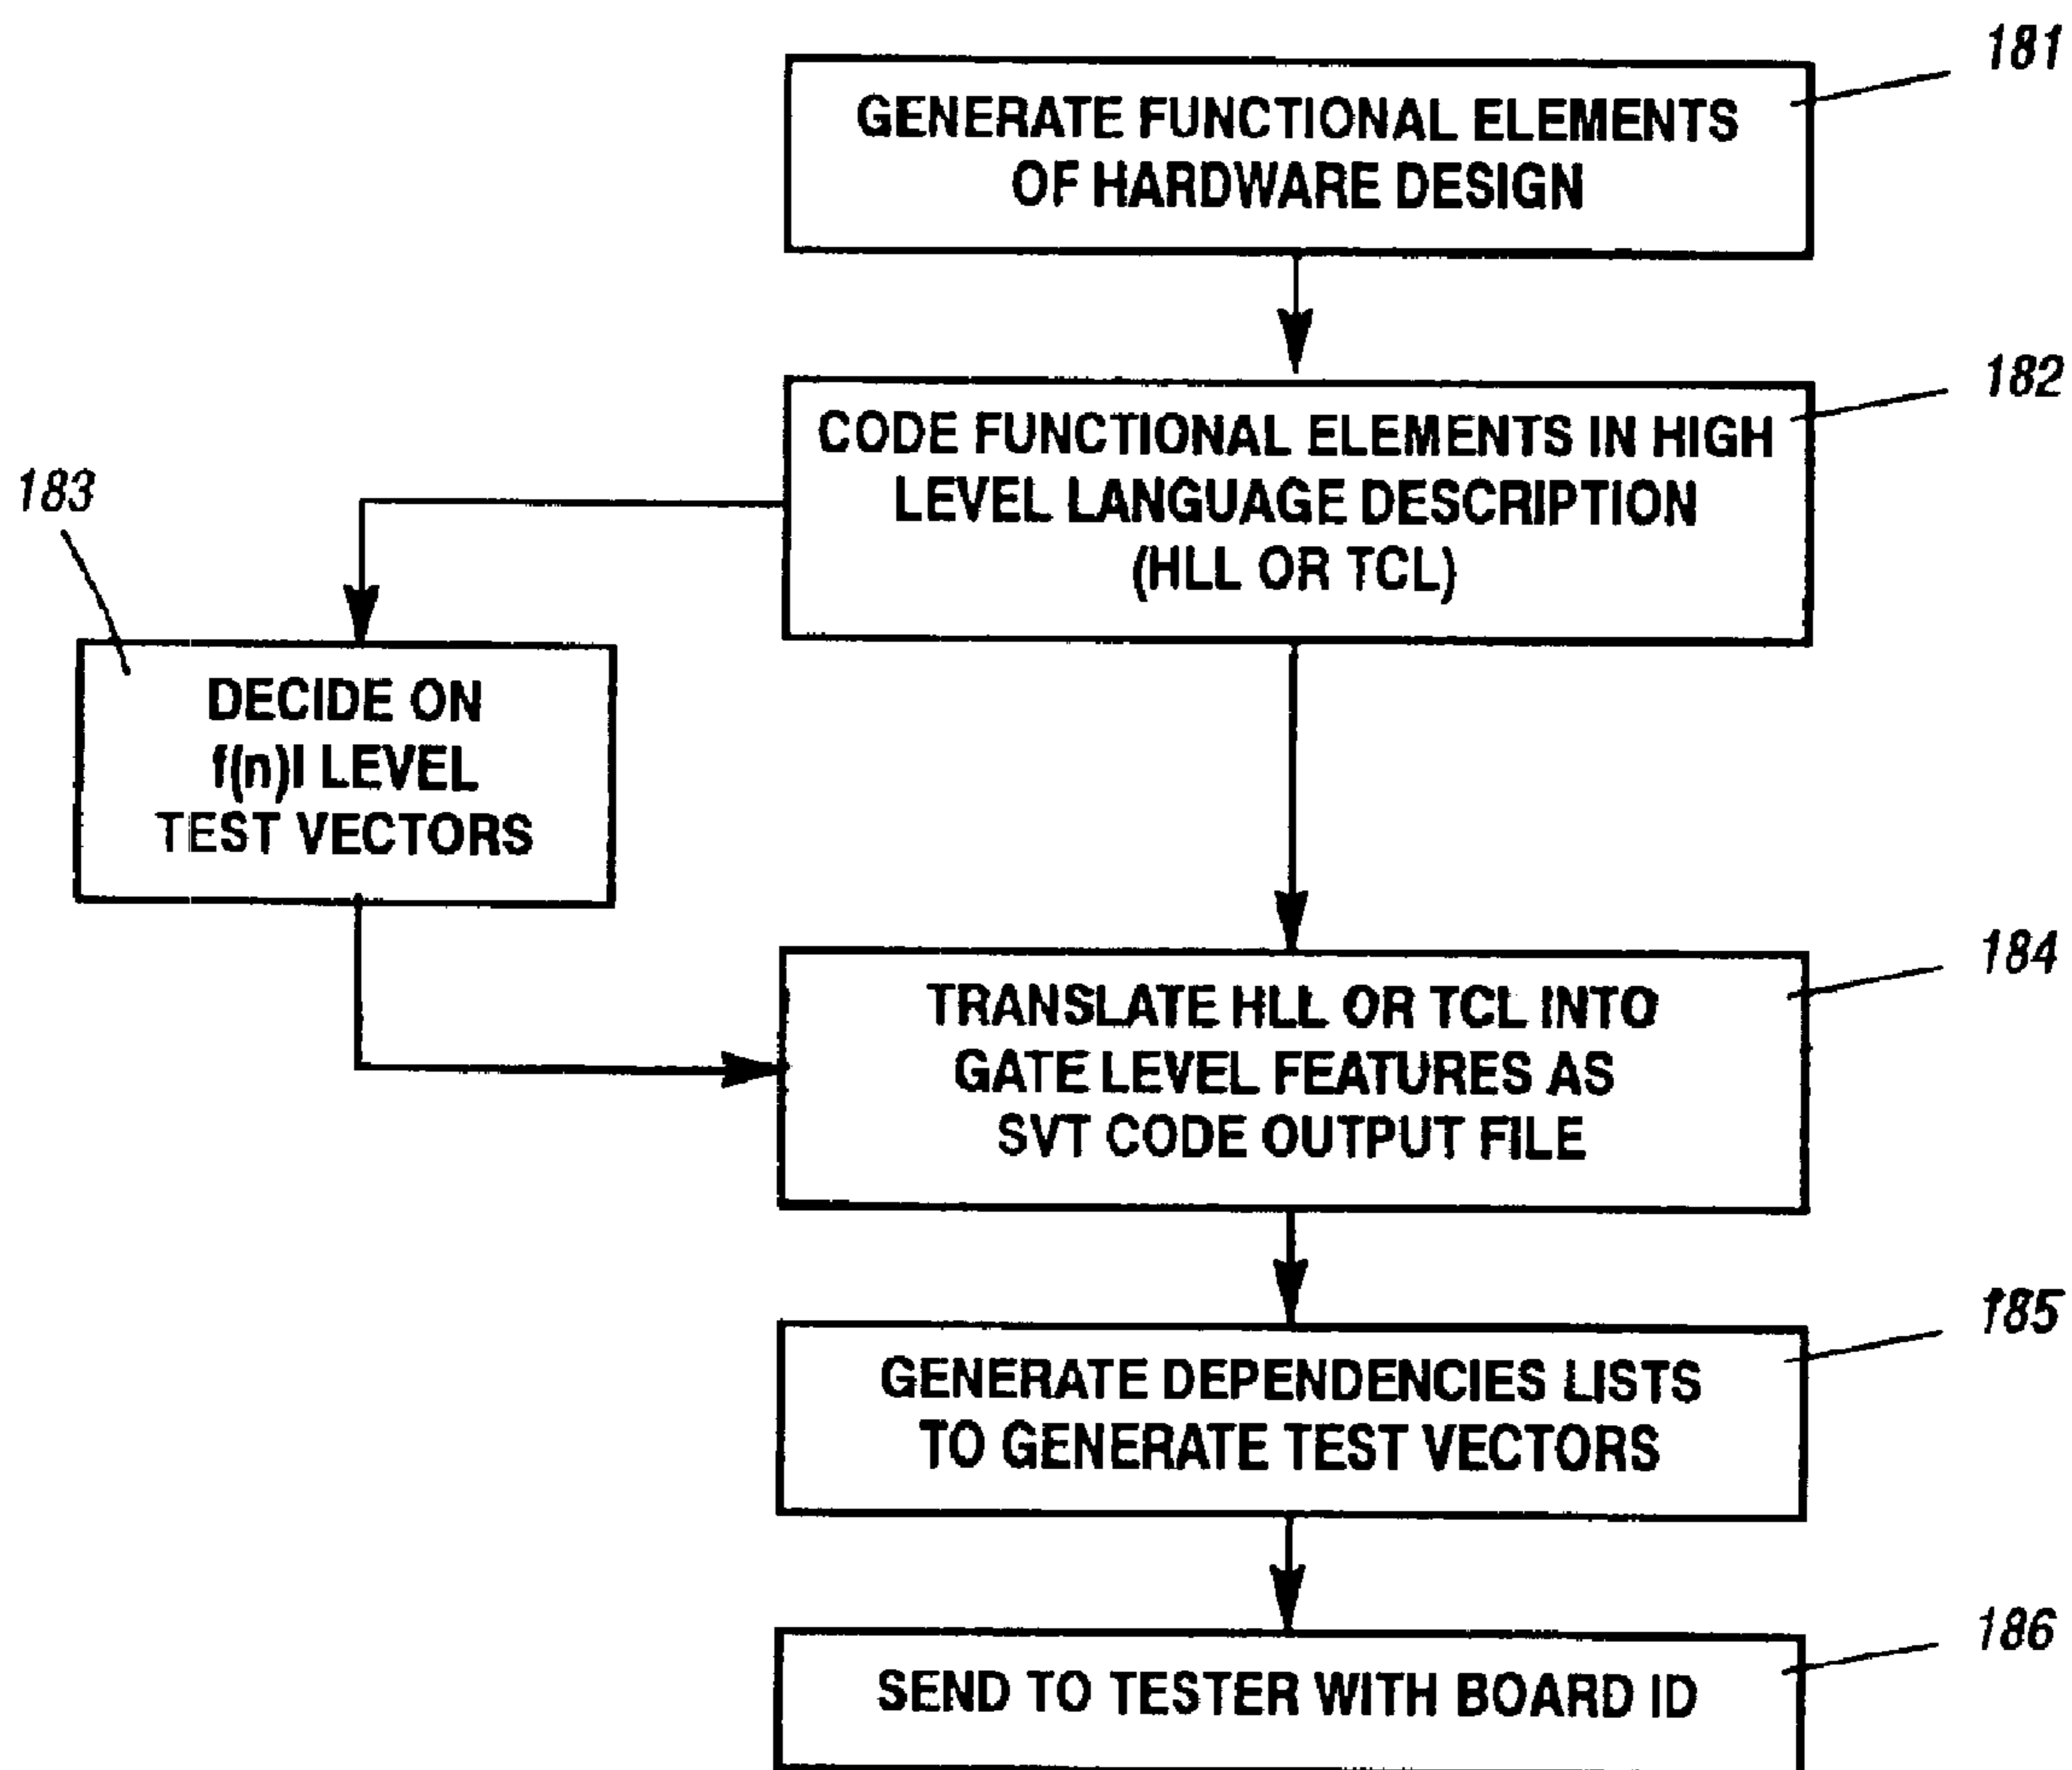 181
GENERATE FUNCTIONAL ELEMENTS
OF HARDWARE DESIGN
182
CODE FUNCTIONAL ELEMENTS IN HIGH
LEVEL LANGUAGE DESCRIPTION
(HLL OR TCL)
183
DECIDE ON
f(n)l LEVEL
TEST VECTORS
184
TRANSLATE HLL OR TCL INTO
GATE LEVEL FEATURES AS
SVT CODE OUTPUT FILE
185
GENERATE DEPENDENCIES LISTS
TO GENERATE TEST VECTORS
186
SEND TO TESTER WITH BOARD ID